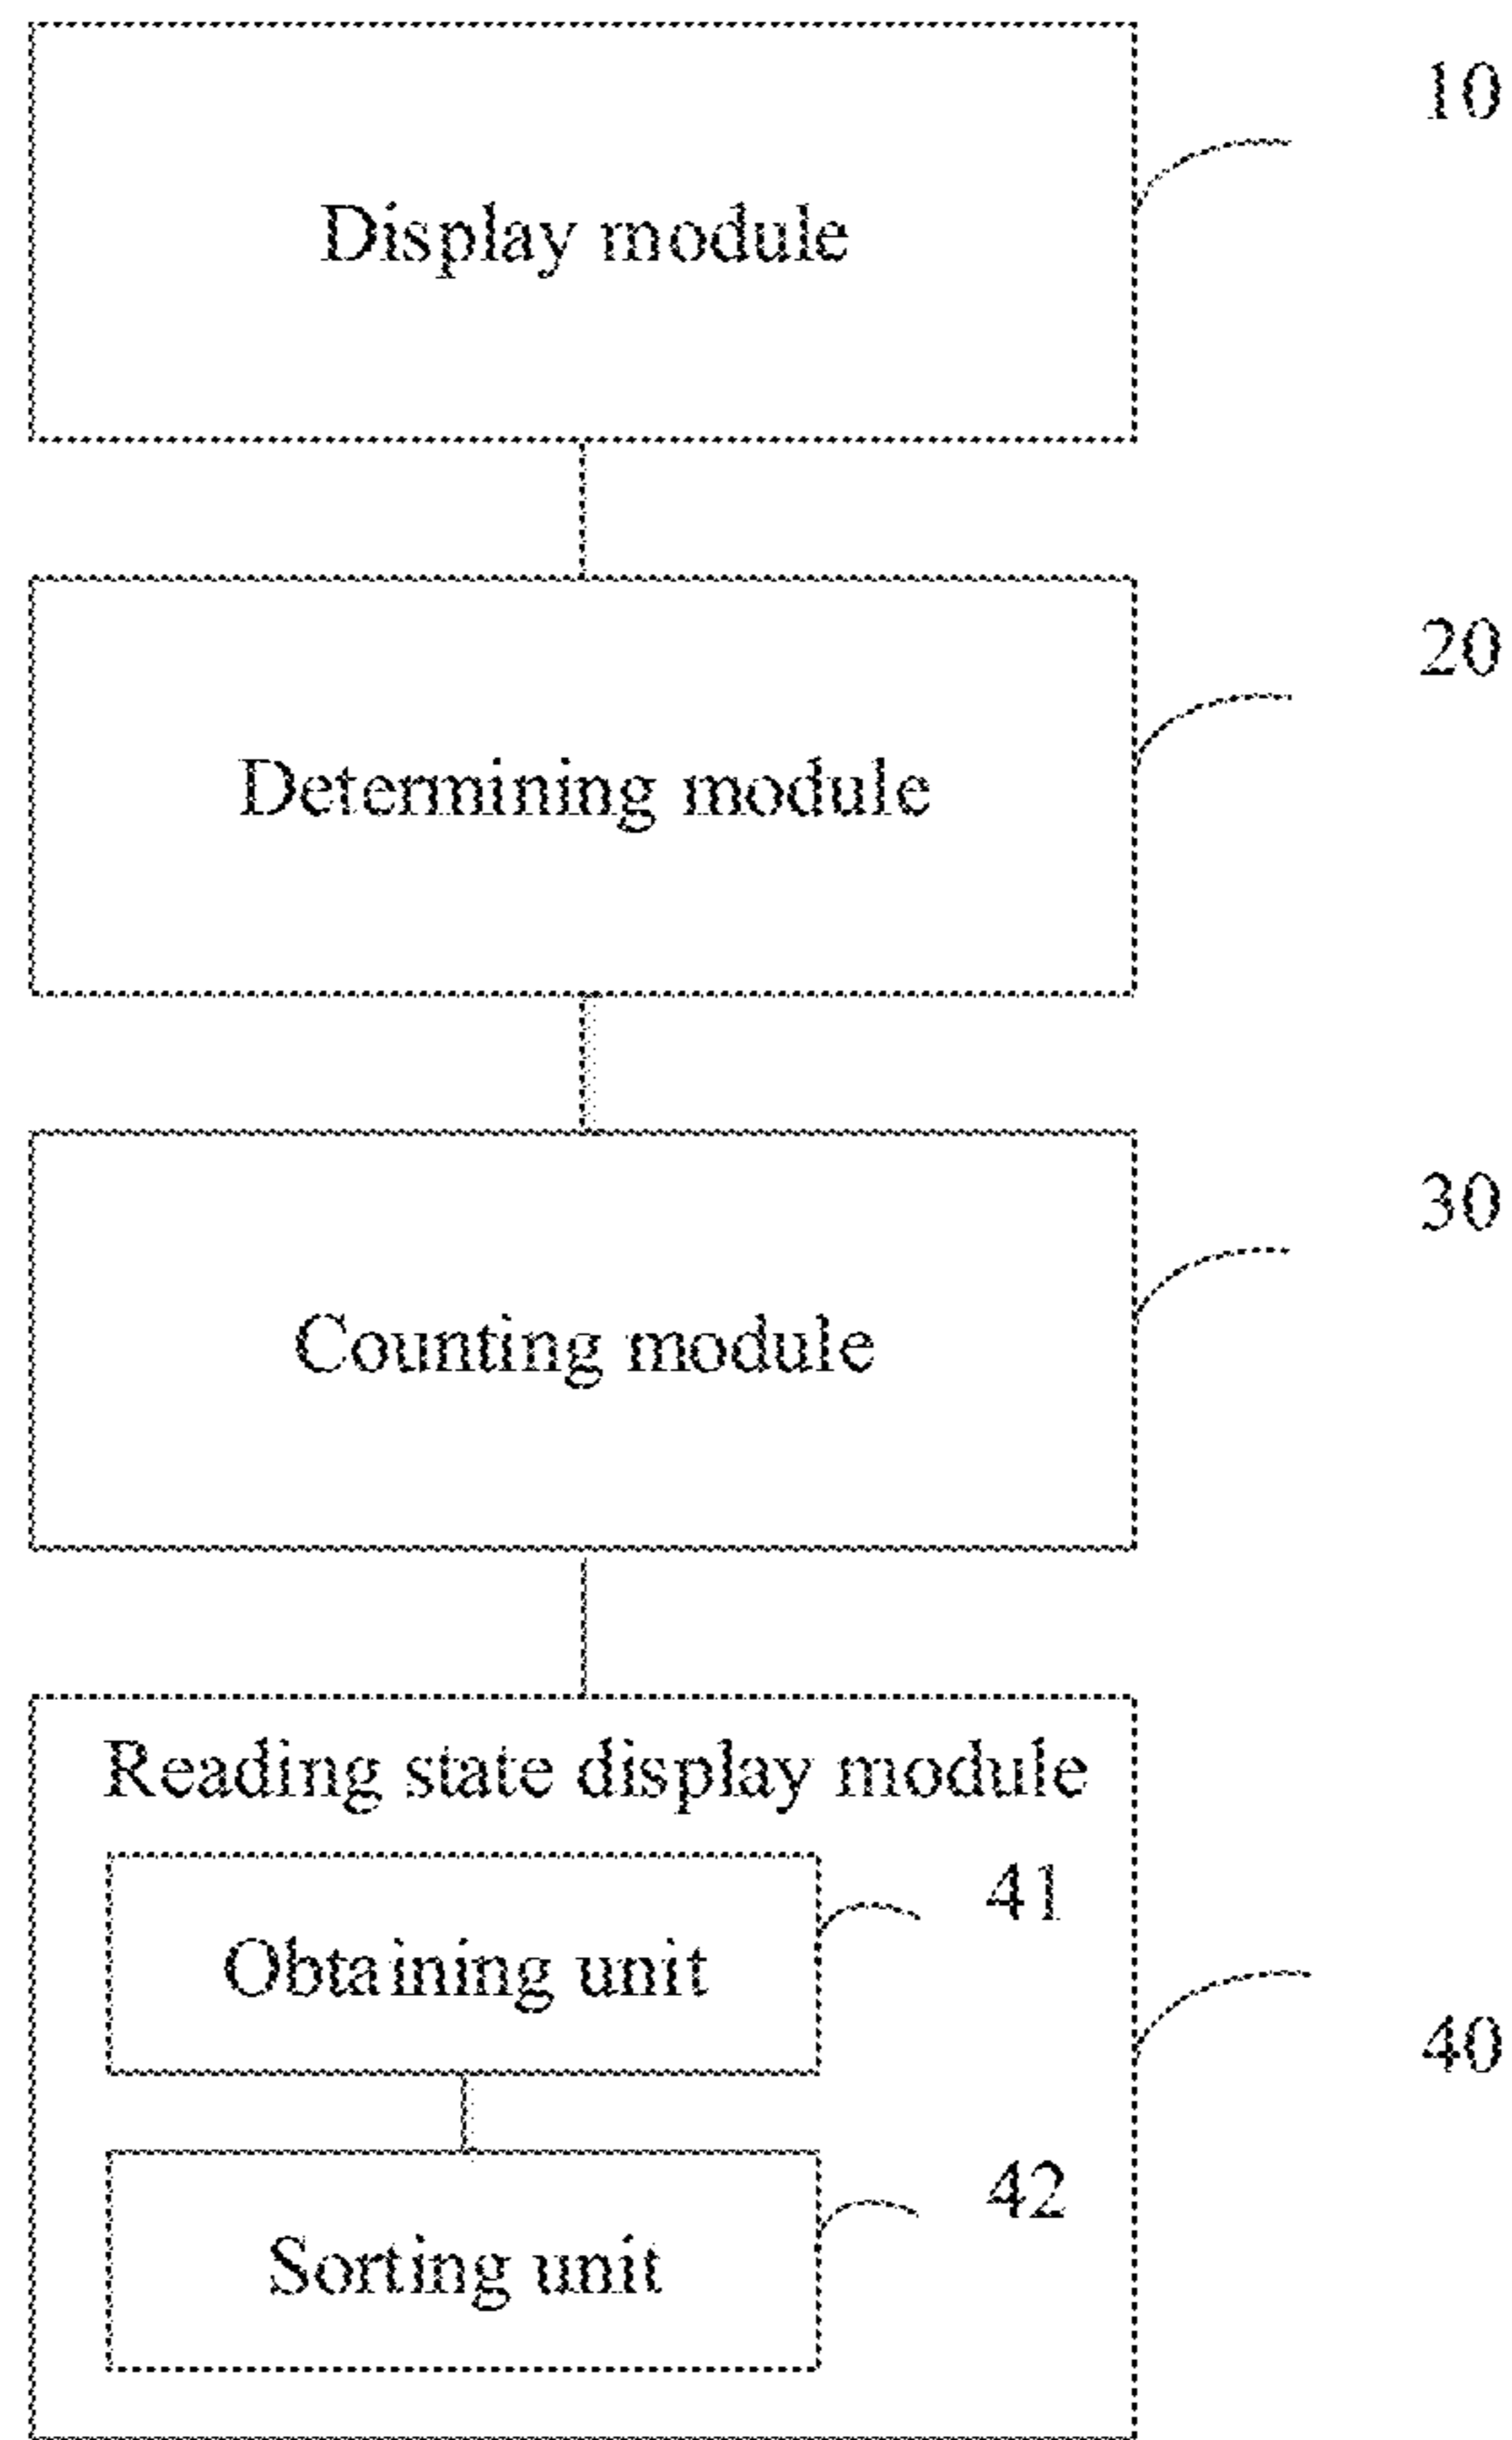 10
Display module
20
Determining module
30
Counting module
Reading state display module
41
Obtaining unit
40
42
Sorting unit